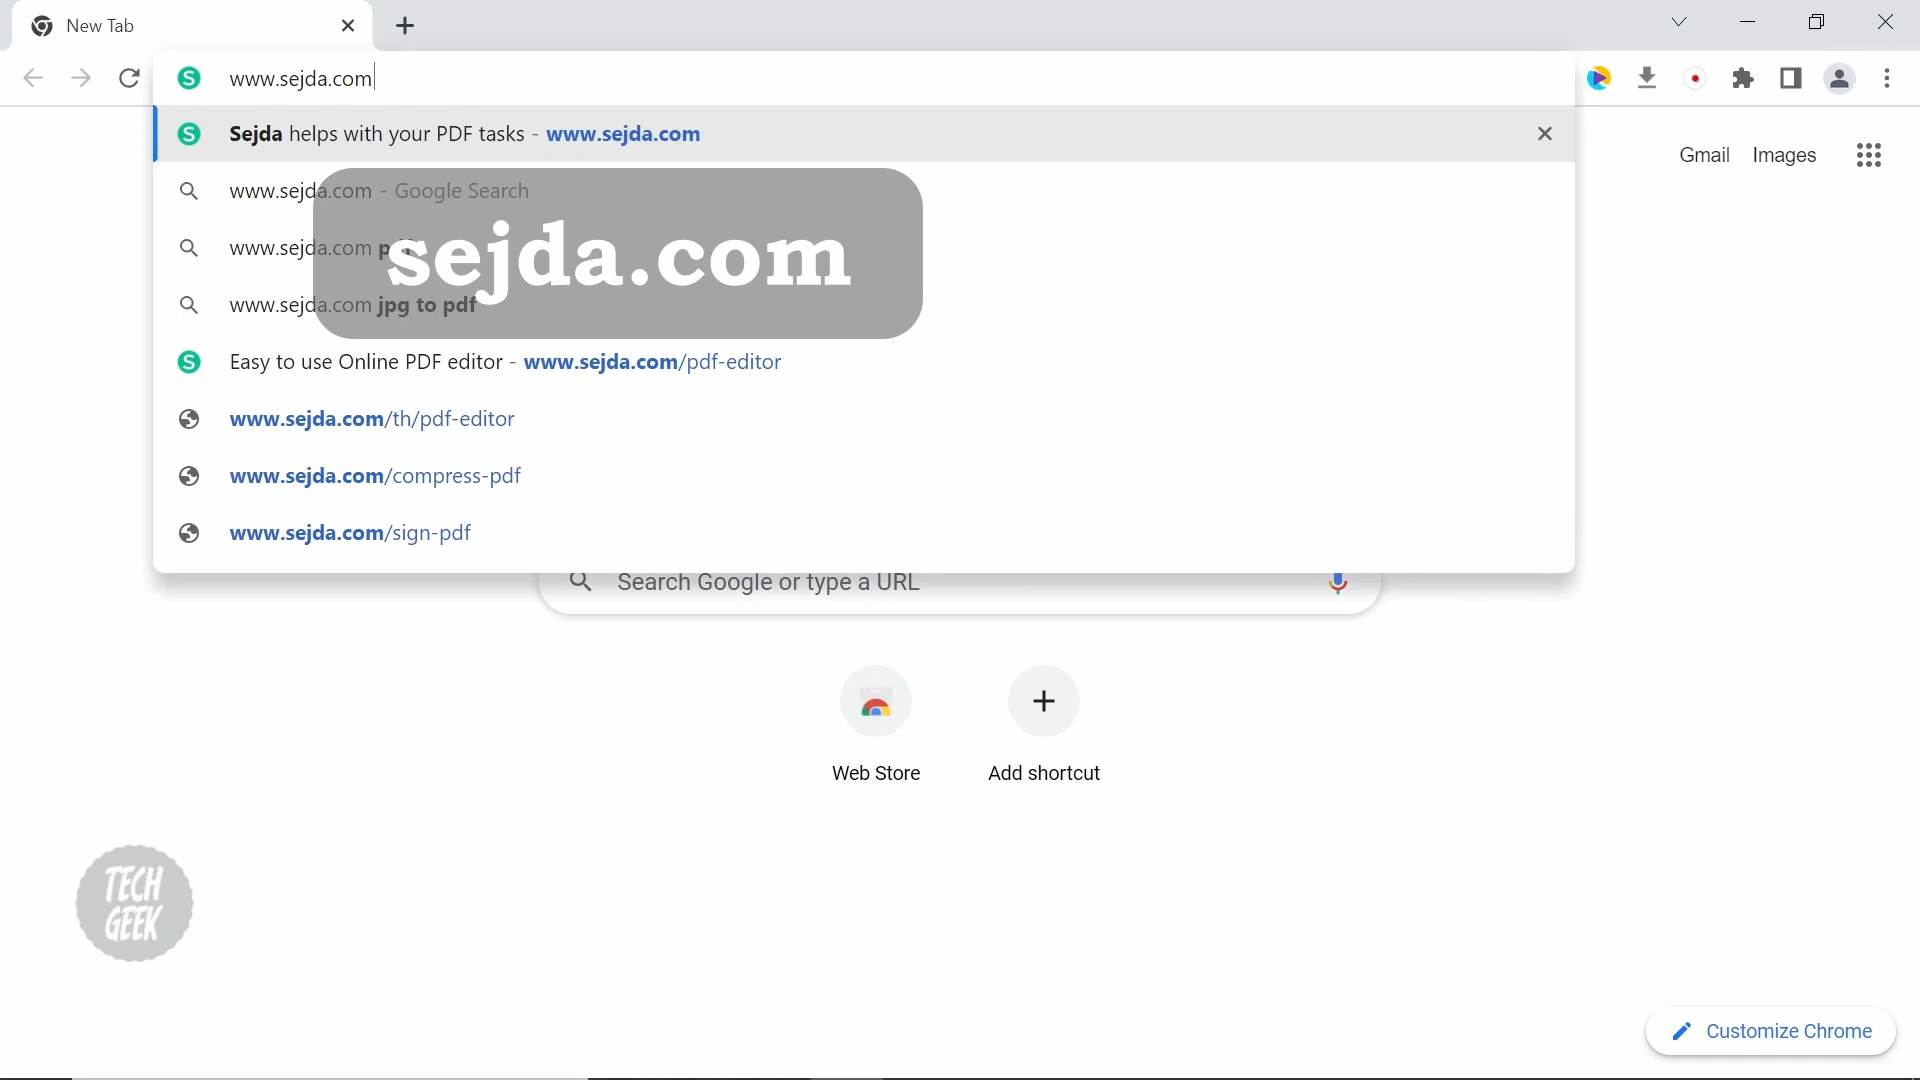 New Tab
www.sejda.com
Sejda helps with your PDF tasks - www.sejda.com
Gmail Images
www.sejda.com - Google Search
sejda.com
www.sejda.com pdf
www.sejda.com jpg to pdf
Easy to use Online PDF editor - www.sejda.com/pdf-editor
www.sejda.com/th/pdf-editor
www.sejda.com/compress-pdf
www.sejda.com/sign-pdf
Search Google or type a URL
Web Store
Add shortcut
TECH
GEEK
Customize Chrome